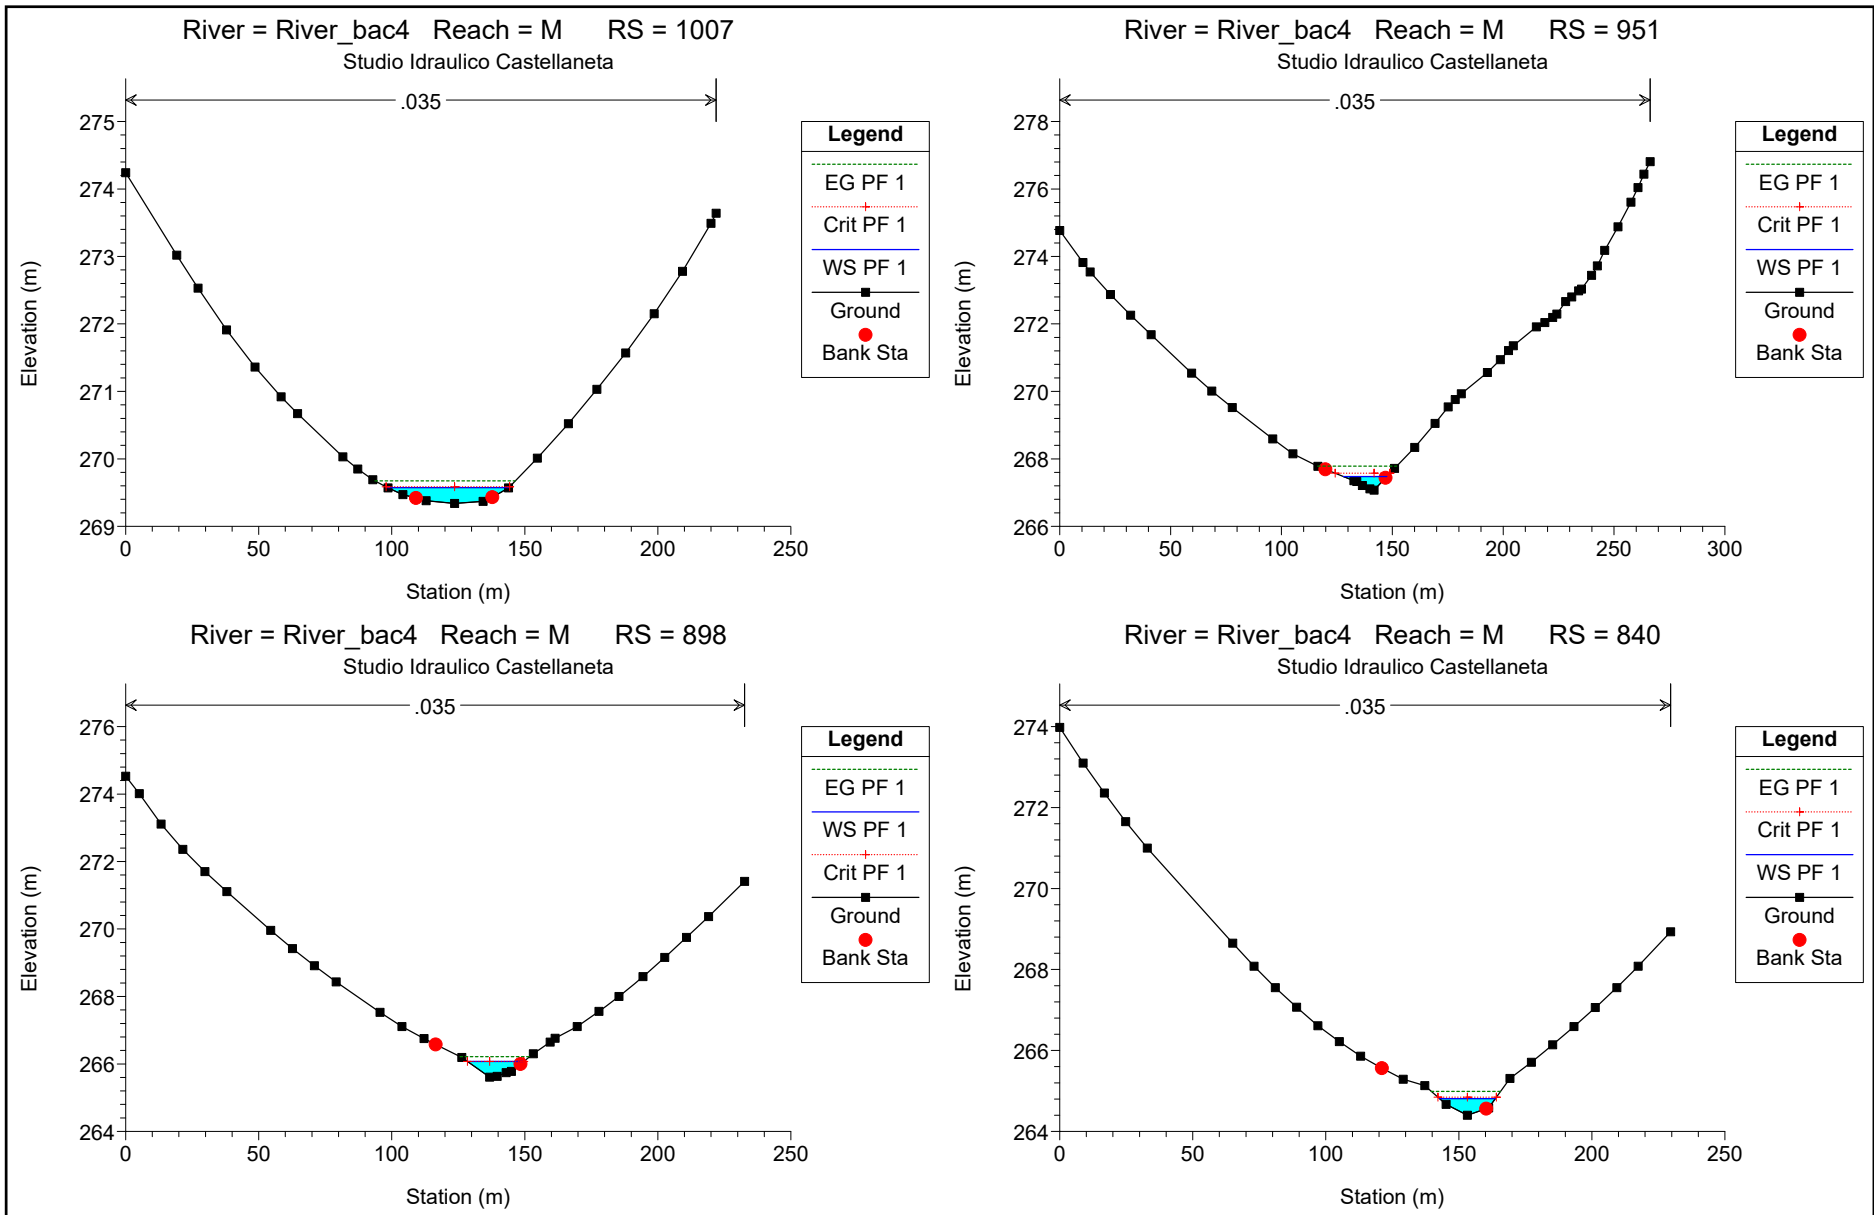 River = River_bac4   Reach = M      RS = 1007
Studio Idraulico Castellaneta
.035
275
274
273
272
271
270
269
Elevation (m)
0 50 100 150 200 250
Station (m)
Legend
EG PF 1
Crit PF 1
WS PF 1
Ground
Bank Sta
River = River_bac4   Reach = M      RS = 951
Studio Idraulico Castellaneta
.035
278
276
274
272
270
268
266
Elevation (m)
0 50 100 150 200 250 300
Station (m)
Legend
EG PF 1
Crit PF 1
WS PF 1
Ground
Bank Sta
River = River_bac4   Reach = M      RS = 898
Studio Idraulico Castellaneta
.035
276
274
272
270
268
266
264
Elevation (m)
0 50 100 150 200 250
Station (m)
Legend
EG PF 1
WS PF 1
Crit PF 1
Ground
Bank Sta
River = River_bac4   Reach = M      RS = 840
Studio Idraulico Castellaneta
.035
274
272
270
268
266
264
Elevation (m)
0 50 100 150 200 250
Station (m)
Legend
EG PF 1
Crit PF 1
WS PF 1
Ground
Bank Sta